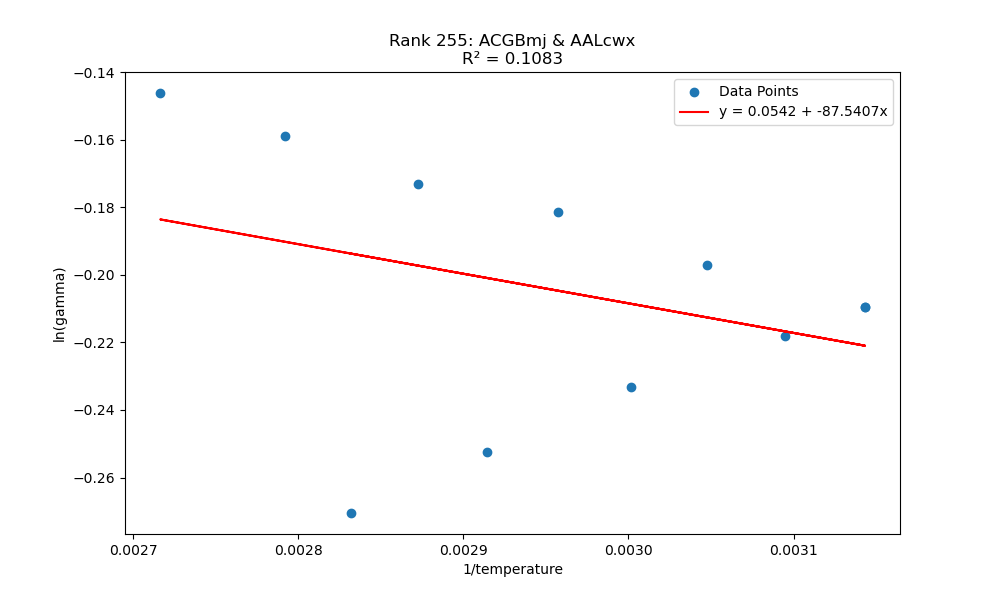 Rank 255: ACGBmj & AALcwx
R² = 0.1083
Data Points
y = 0.0542 + -87.5407x
ln(gamma)
−0.14
−0.16
−0.18
−0.20
−0.22
−0.24
−0.26
0.0027
0.0028
0.0029
0.0030
0.0031
1/temperature